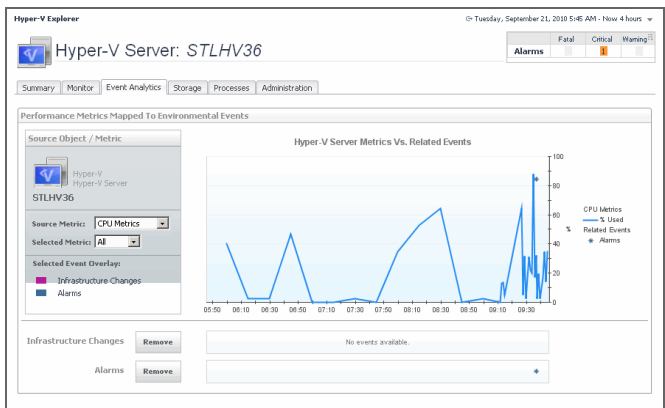 Hyper-V Explorer
Tuesday, September 21, 2010 5:45 AM - Now 4 hours
Hyper-V Server: STLHV36
Fatal Critical Warning
Alarms 1
Summary Monitor Event Analytics Storage Processes Administration
Performance Metrics Mapped To Environmental Events
Source Object / Metric
Hyper-V
Hyper-V Server
STLHV36
Source Metric: CPU Metrics
Selected Metric: All
Selected Event Overlay:
Infrastructure Changes
Alarms
Hyper-V Server Metrics Vs. Related Events
100
80
60
40
20
0
%
05:50 06:10 06:30 06:50 07:10 07:30 07:50 08:10 08:30 08:50 09:10 09:30
CPU Metrics
% Used
Related Events
Alarms
Infrastructure Changes Remove No events available.
Alarms Remove